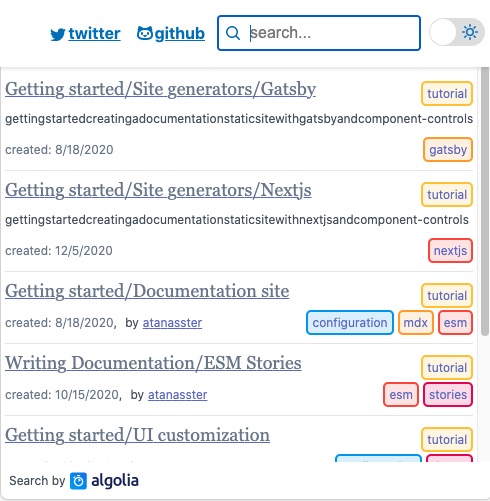 twitter github search...
Getting started/Site generators/Gatsby tutorial
gettingstartedcreatingadocumentationstaticsitewithgatsbyandcomponent-controls
created: 8/18/2020 gatsby
Getting started/Site generators/Nextjs tutorial
gettingstartedcreatingadocumentationstaticsitewithnextjsandcomponent-controls
created: 12/5/2020 nextjs
Getting started/Documentation site tutorial
created: 8/18/2020, by atanasster configuration mdx esm
Writing Documentation/ESM Stories tutorial
created: 10/15/2020, by atanasster esm stories
Getting started/UI customization tutorial
Search by algolia